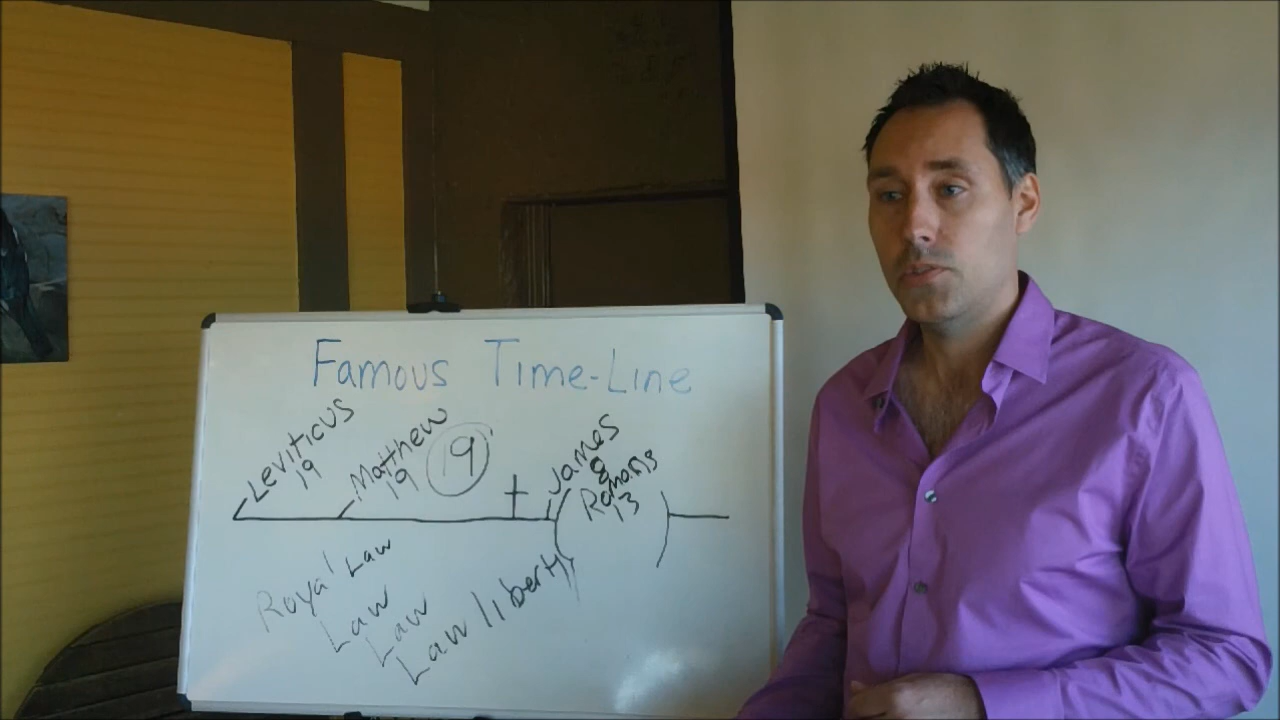 Famous Time-Line
Leviticus
19
Matthew
19
19
James
&
Romans
13
Royal Law
Law
Law
Law liberty